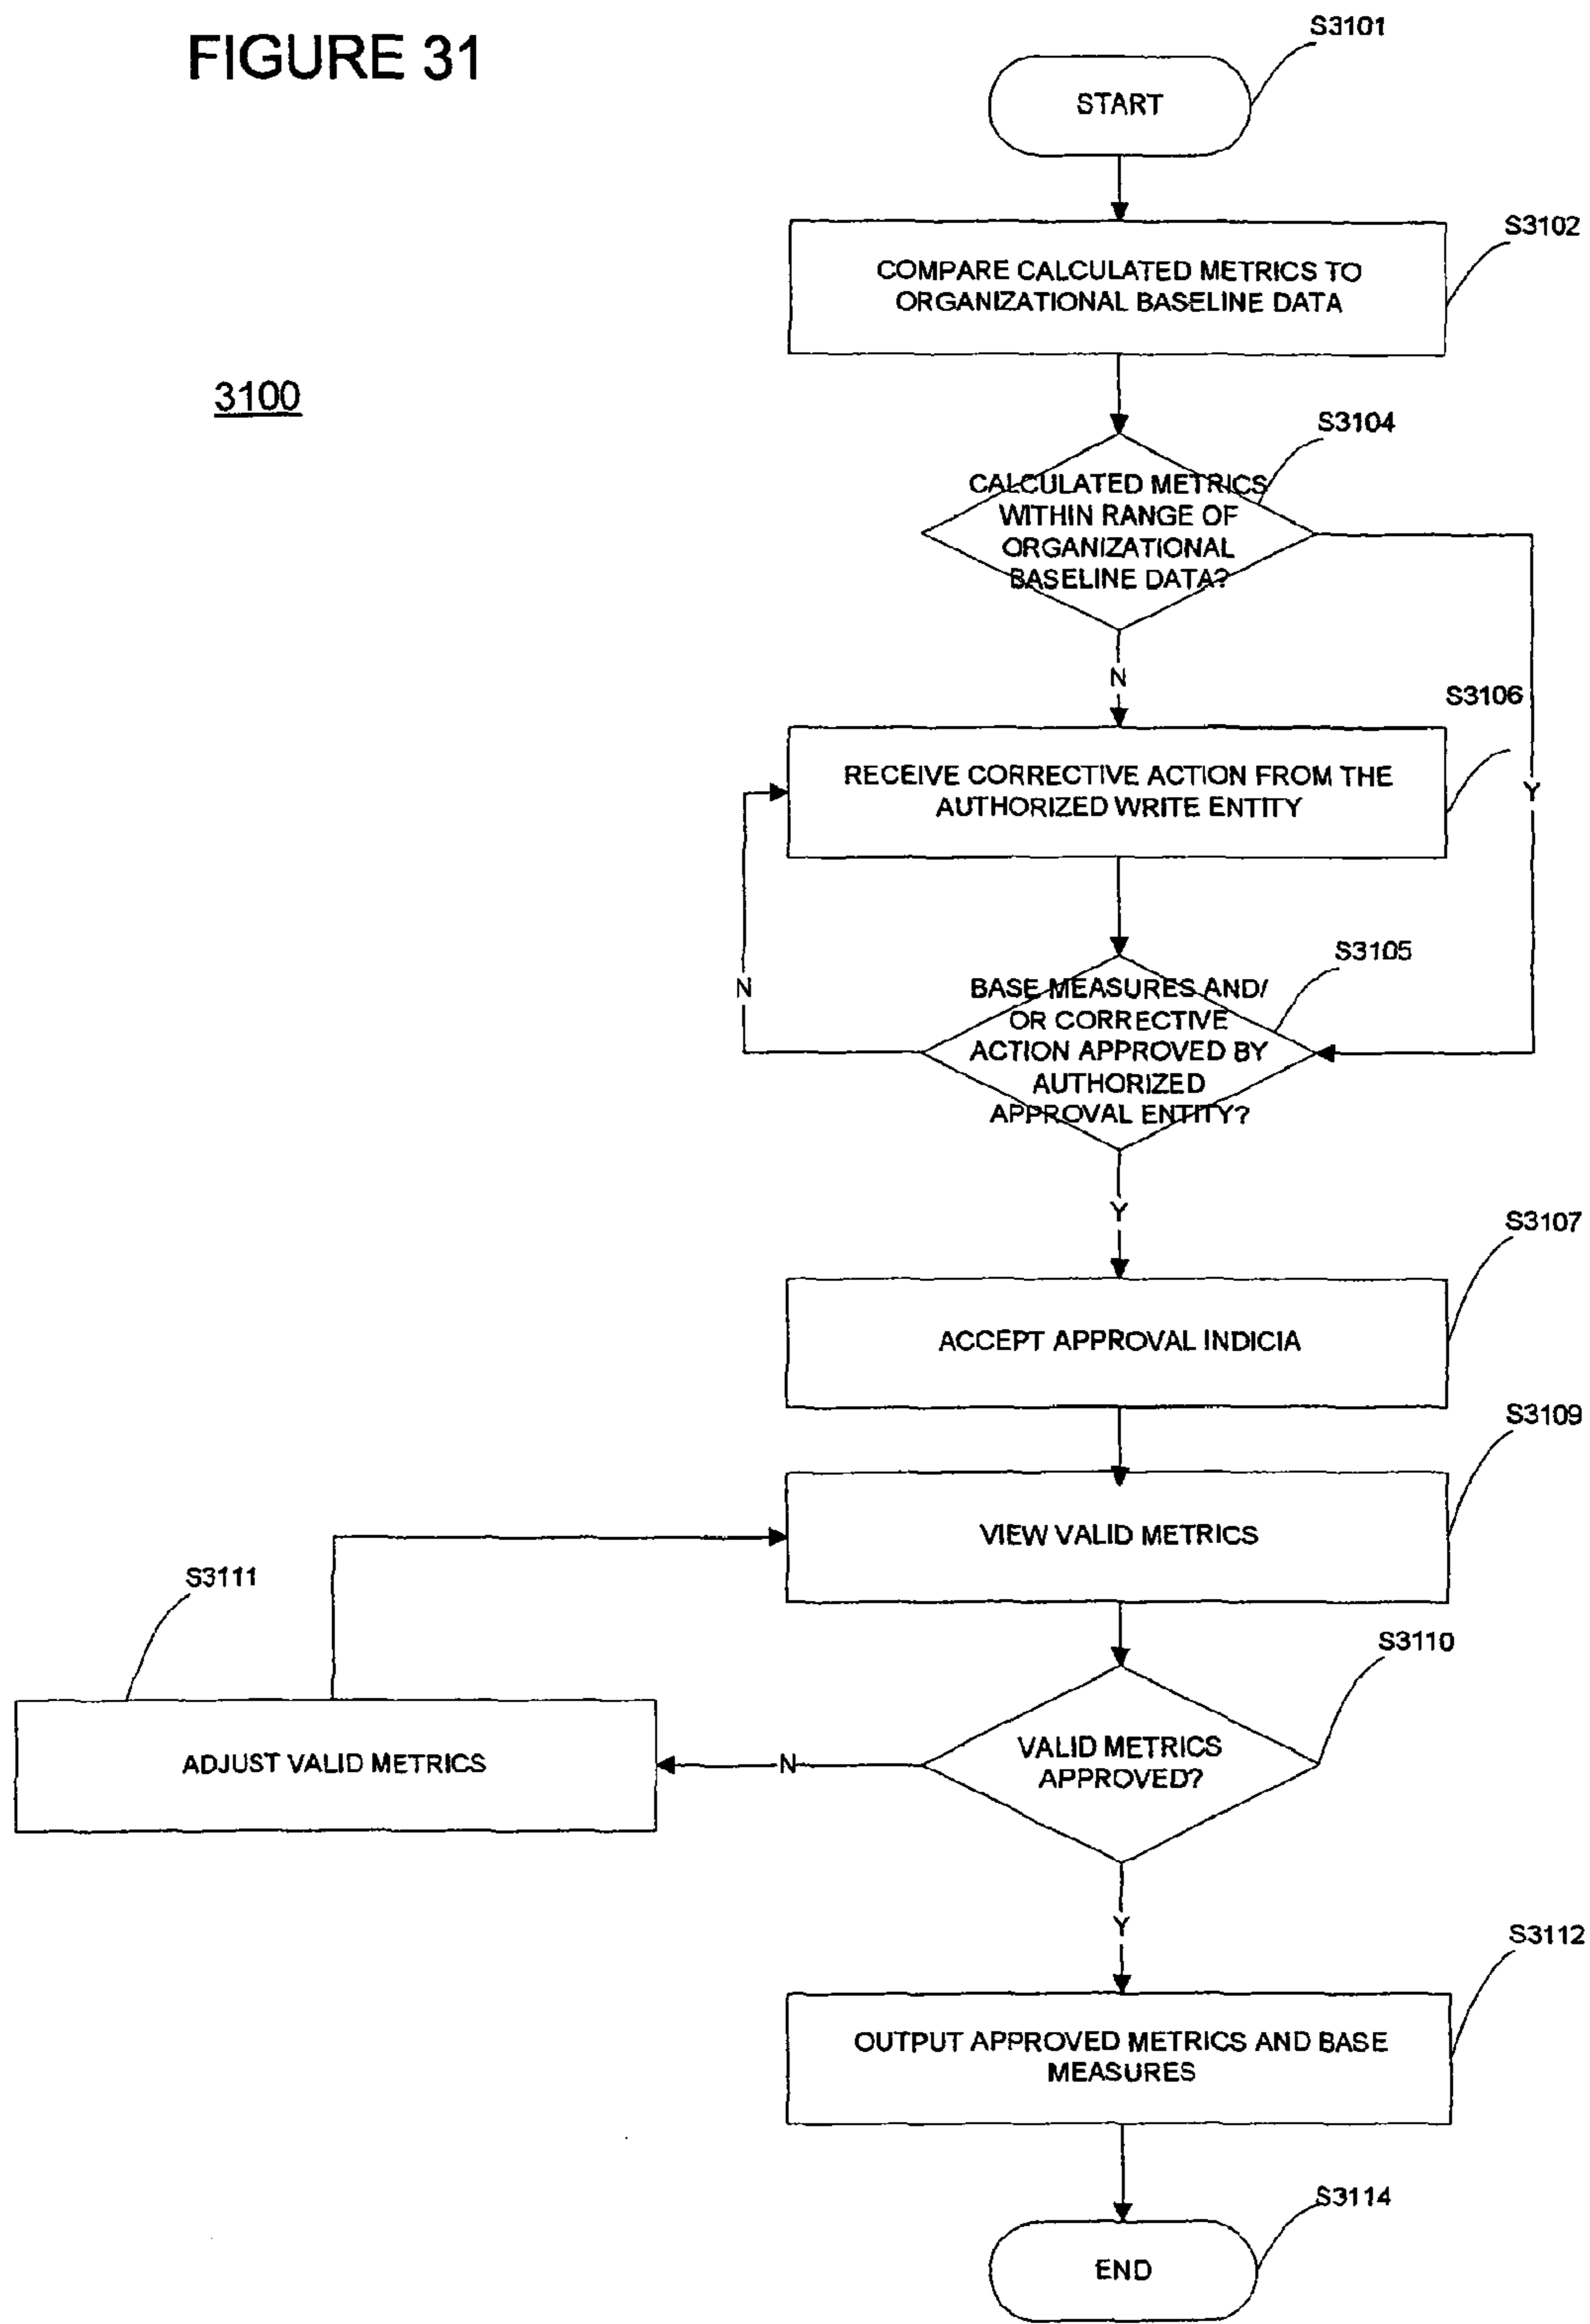 FIGURE 31
S3101
START
S3102
COMPARE CALCULATED METRICS TO
ORGANIZATIONAL BASELINE DATA
3100
S3104
CALCULATED METRICS
WITHIN RANGE OF
ORGANIZATIONAL
BASELINE DATA?
N
S3106
RECEIVE CORRECTIVE ACTION FROM THE
AUTHORIZED WRITE ENTITY
Y
S3105
N
BASE MEASURES AND/
OR CORRECTIVE
ACTION APPROVED BY
AUTHORIZED
APPROVAL ENTITY?
Y
S3107
ACCEPT APPROVAL INDICIA
S3109
VIEW VALID METRICS
S3111
S3110
ADJUST VALID METRICS
N
VALID METRICS
APPROVED?
Y
S3112
OUTPUT APPROVED METRICS AND BASE
MEASURES
S3114
END